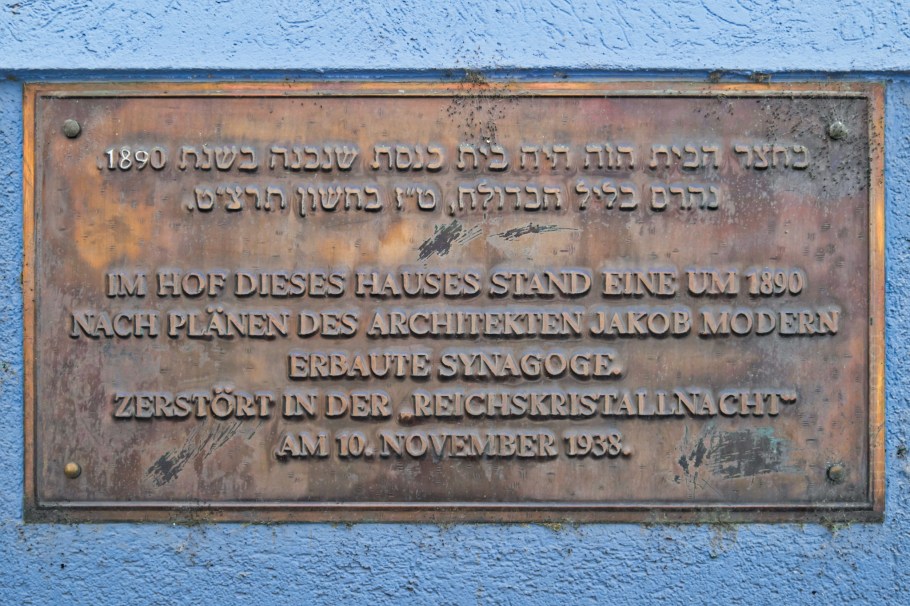 בחצר הבית הזה היה בית כנסת שנבנה בשנת 1890
נהרם בליל הבדולח, ט״ז בחשון תרצ״ט.
IM HOF DIESES HAUSES STAND EINE UM 1890
NACH PLÄNEN DES ARCHITEKTEN JAKOB MODERN
ERBAUTE SYNAGOGE.
ZERSTÖRT IN DER „REICHSKRISTALLNACHT“
AM 10. NOVEMBER 1938.